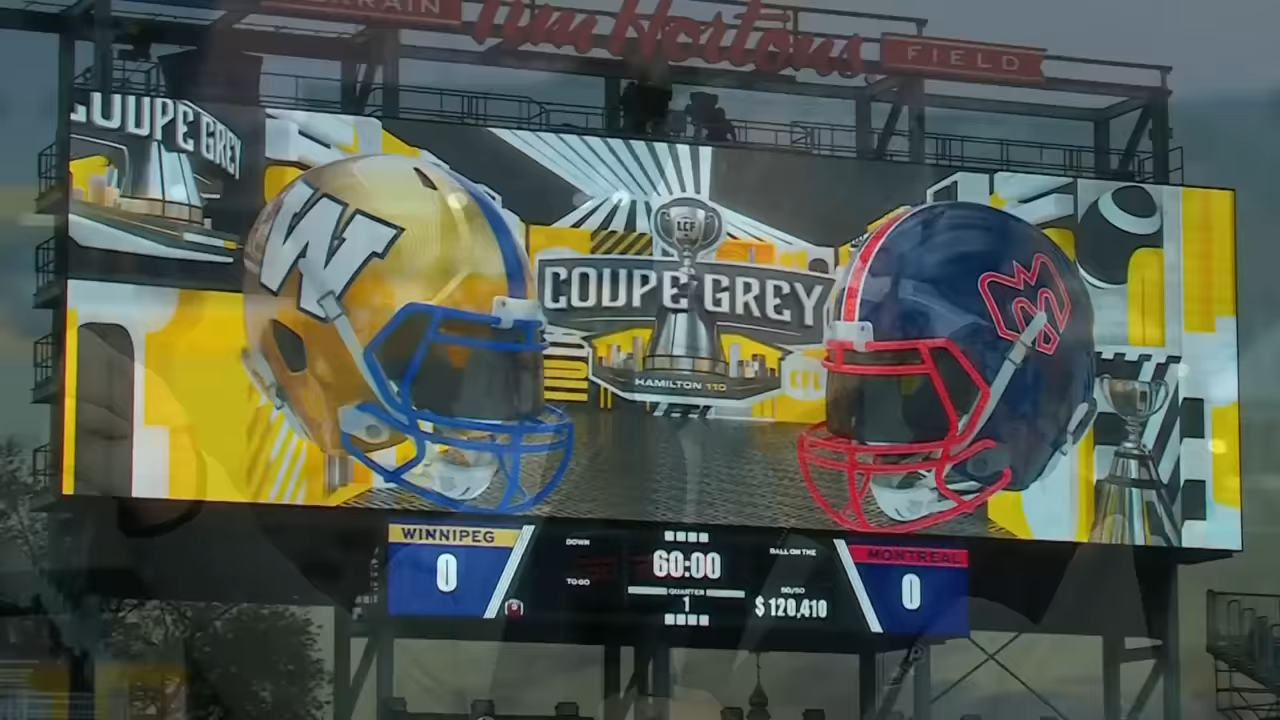 Tim Hortons
FIELD
COUPE GREY
W
LCF
COUPE GREY
HAMILTON 110
CFL
WINNIPEG
0
DOWN
TO GO
60:00
QUARTER
1
BALL ON THE
50/50
$120,410
MONTREAL
0